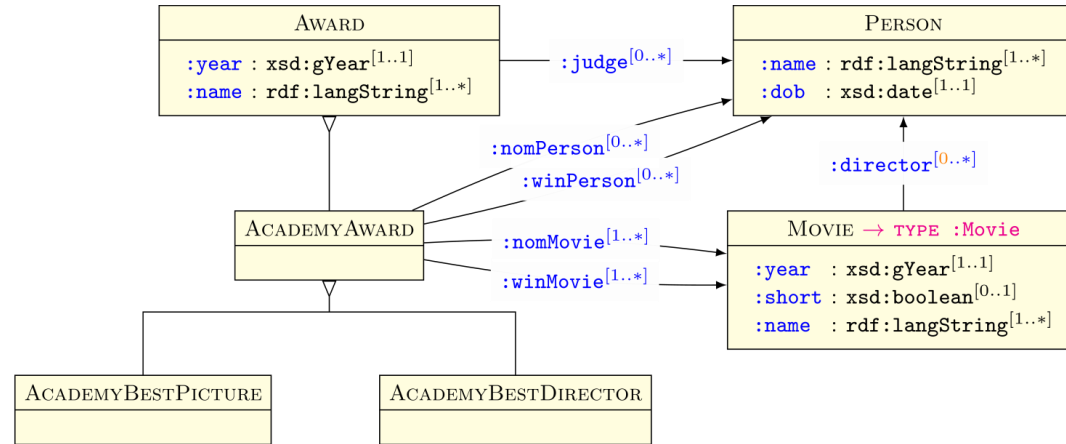 AWARD
:year : xsd:gYear[1..1]
:name : rdf:langString[1..*]
:judge[0..*]
PERSON
:name : rdf:langString[1..*]
:dob : xsd:date[1..1]
:nomPerson[0..*]
:winPerson[0..*]
:director[0..*]
ACADEMYAWARD
:nomMovie[1..*]
:winMovie[1..*]
MOVIE → TYPE :Movie
:year : xsd:gYear[1..1]
:short : xsd:boolean[0..1]
:name : rdf:langString[1..*]
ACADEMYBESTPICTURE
ACADEMYBESTDIRECTOR